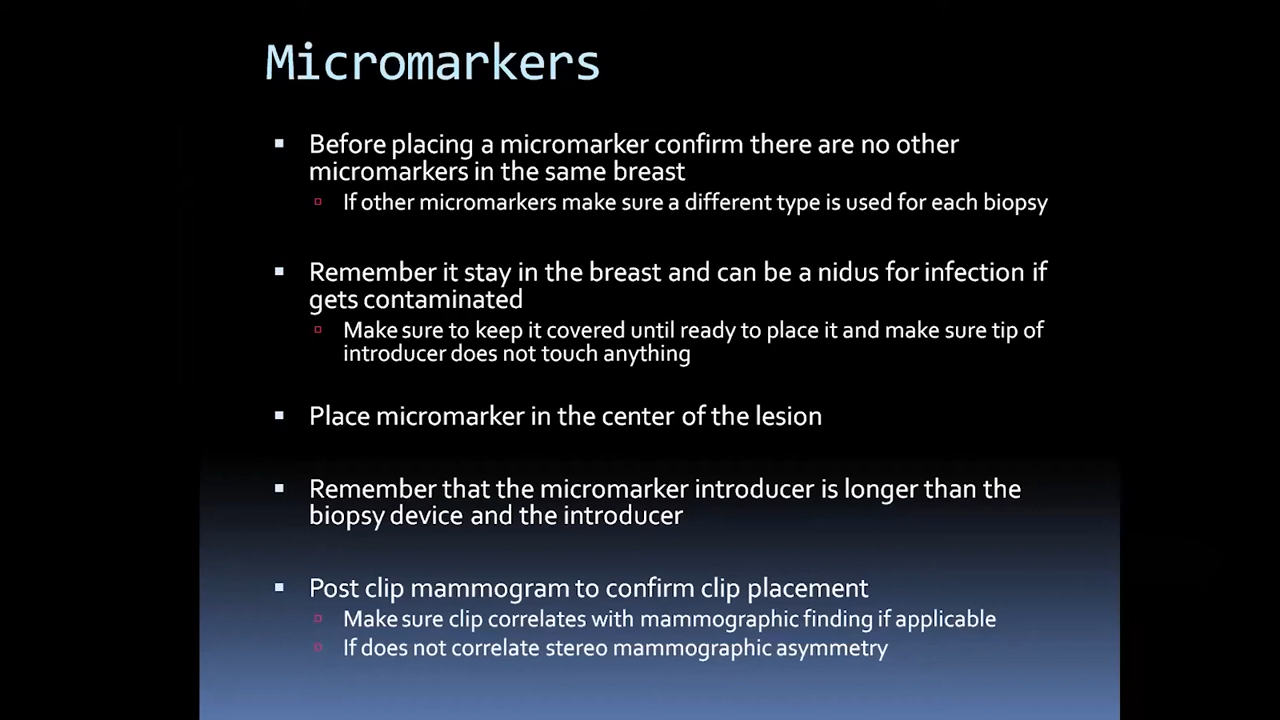 Micromarkers
Before placing a micromarker confirm there are no other
micromarkers in the same breast
If other micromarkers make sure a different type is used for each biopsy
Remember it stay in the breast and can be a nidus for infection if
gets contaminated
Make sure to keep it covered until ready to place it and make sure tip of
introducer does not touch anything
Place micromarker in the center of the lesion
Remember that the micromarker introducer is longer than the
biopsy device and the introducer
Post clip mammogram to confirm clip placement
Make sure clip correlates with mammographic finding if applicable
If does not correlate stereo mammographic asymmetry